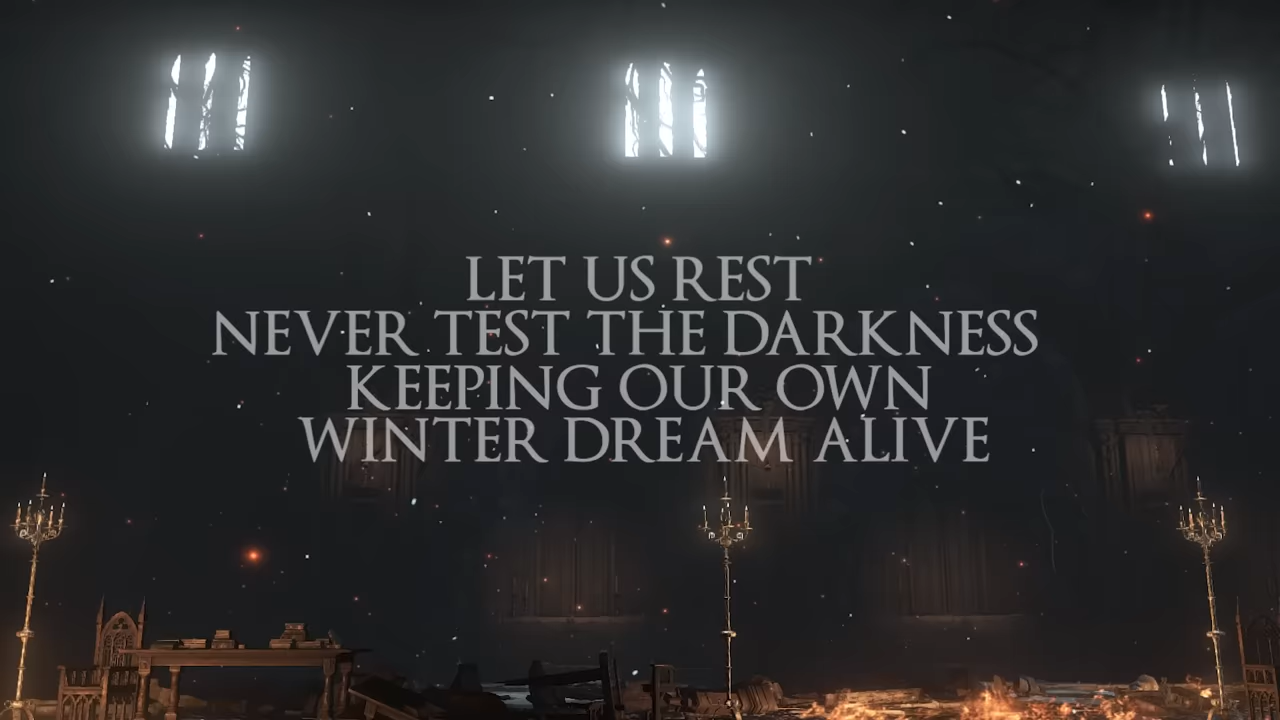 LET US REST
NEVER TEST THE DARKNESS
KEEPING OUR OWN
WINTER DREAM ALIVE